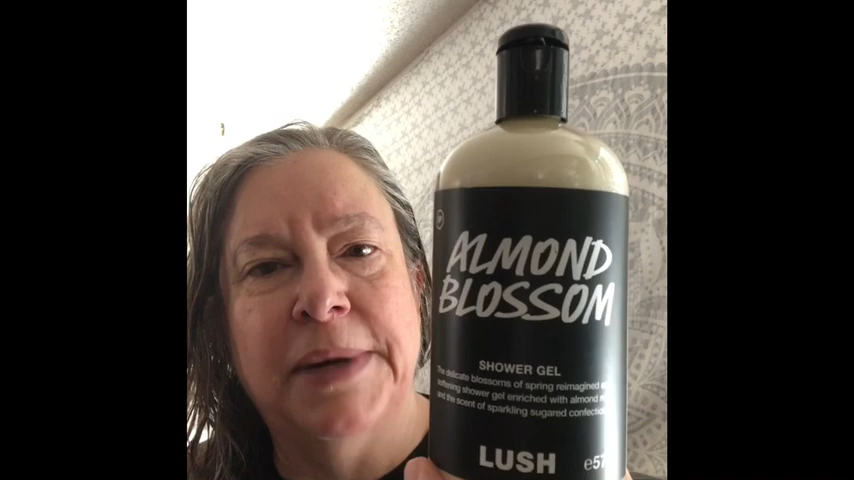 ALMOND
BLOSSOM
SHOWER GEL
The delicate blossoms of spring reimagined
softening shower gel enriched with almond
and the scent of sparkling sugared
LUSH
e57